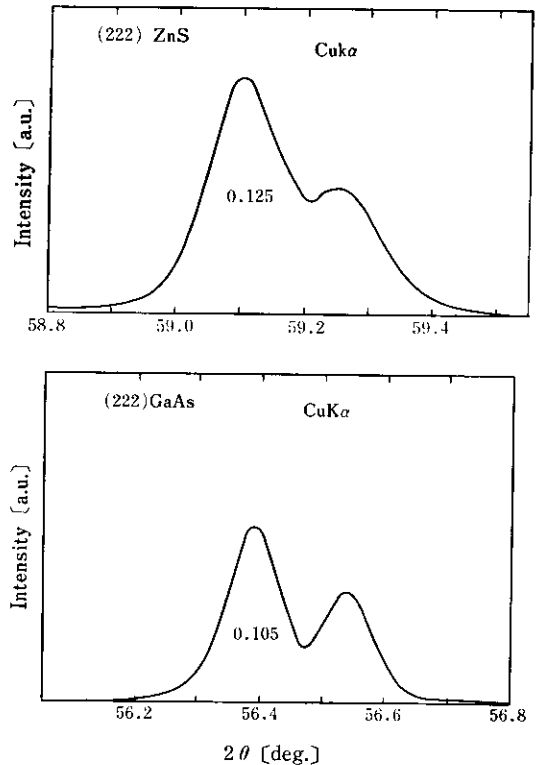 (222) ZnS
Cukα
Intensity [a.u.]
0.125
58.8 59.0 59.2 59.4
(222)GaAs
CuKα
Intensity [a.u.]
0.105
56.2 56.4 56.6 56.8
2θ [deg.]